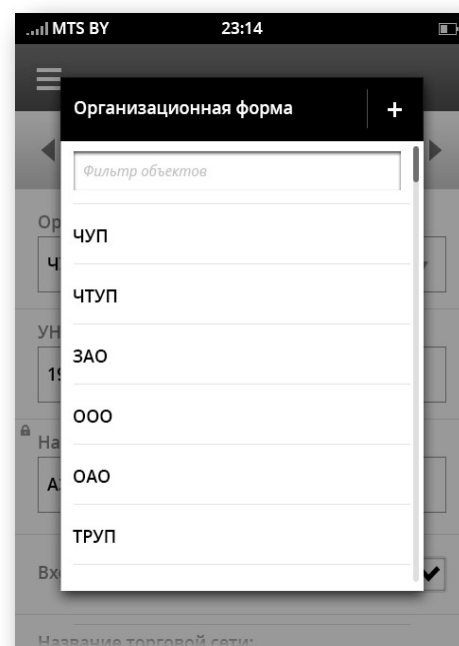 MTS BY
23:14
Организационная форма
+
Фильтр объектов
ЧУП
ЧТУП
ЗАО
ООО
ОАО
ТРУП
Название торговой сети: